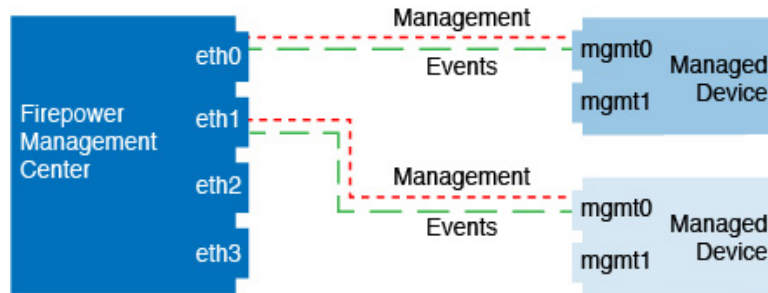 Management
eth0
mgmt0
Managed
Device
Events
mgmt1
Firepower
Management
Center
eth1
eth2
eth3
Management
mgmt0
Managed
Device
Events
mgmt1